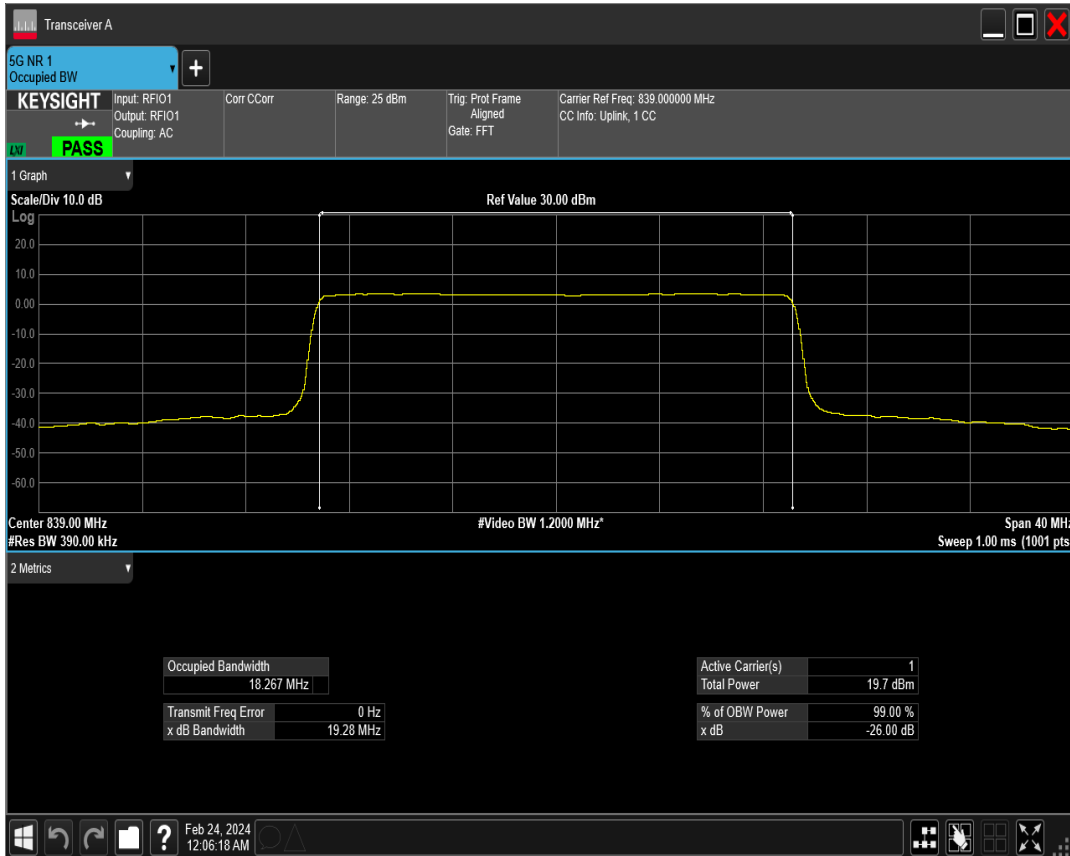 Transceiver A
5G NR 1
Occupied BW
+
KEYSIGHT
LXI
PASS
Input: RFIO1
Output: RFIO1
Coupling: AC
Corr CCorr
Range: 25 dBm
Trig: Prot Frame
Aligned
Gate: FFT
Carrier Ref Freq: 839.000000 MHz
CC Info: Uplink, 1 CC
1 Graph
Scale/Div 10.0 dB
Ref Value 30.00 dBm
Log
20.0
10.0
0.00
-10.0
-20.0
-30.0
-40.0
-50.0
-60.0
Center 839.00 MHz
#Video BW 1.2000 MHz*
Span 40 MHz
#Res BW 390.00 kHz
Sweep 1.00 ms (1001 pts
2 Metrics
Occupied Bandwidth
18.267 MHz
Transmit Freq Error 0 Hz
x dB Bandwidth 19.28 MHz
Active Carrier(s) 1
Total Power 19.7 dBm
% of OBW Power 99.00 %
x dB -26.00 dB
?
Feb 24, 2024
12:06:18 AM